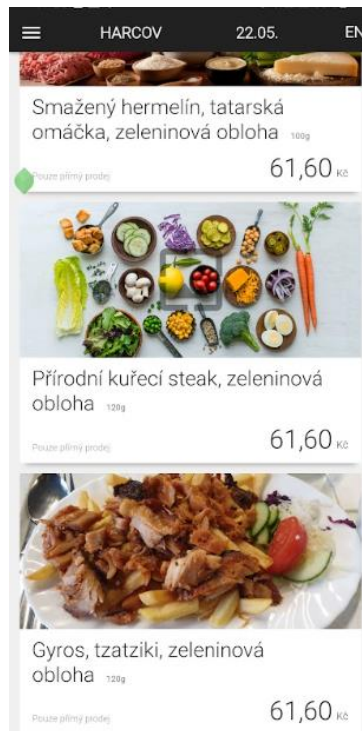 HARCOV 22.05. EN
Smažený hermelín, tatarská
omáčka, zeleninová obloha 100g
Pouze přímý prodej 61,60 Kč
Přírodní kuřecí steak, zeleninová
obloha 120g
Pouze přímý prodej 61,60 Kč
Gyros, tzatziki, zeleninová
obloha 120g
Pouze přímý prodej 61,60 Kč